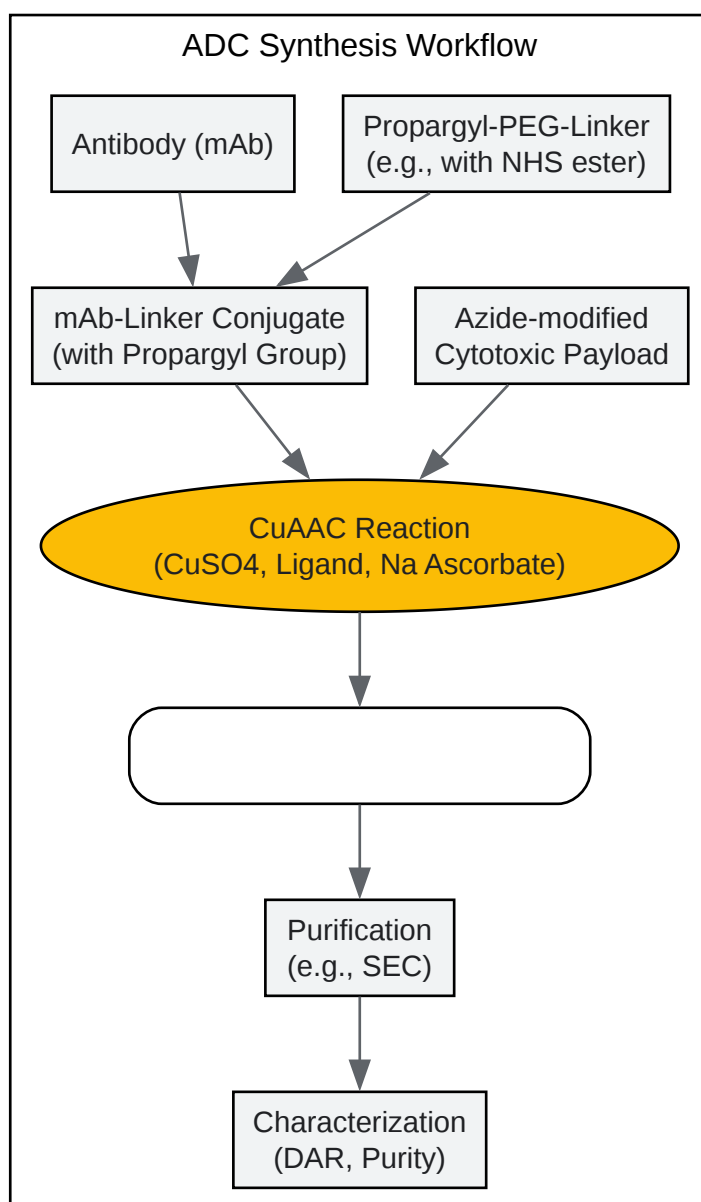 ADC Synthesis Workflow
Antibody (mAb)
Propargyl-PEG-Linker
(e.g., with NHS ester)
mAb-Linker Conjugate
(with Propargyl Group)
Azide-modified
Cytotoxic Payload
CuAAC Reaction
(CuSO4, Ligand, Na Ascorbate)
Purification
(e.g., SEC)
Characterization
(DAR, Purity)